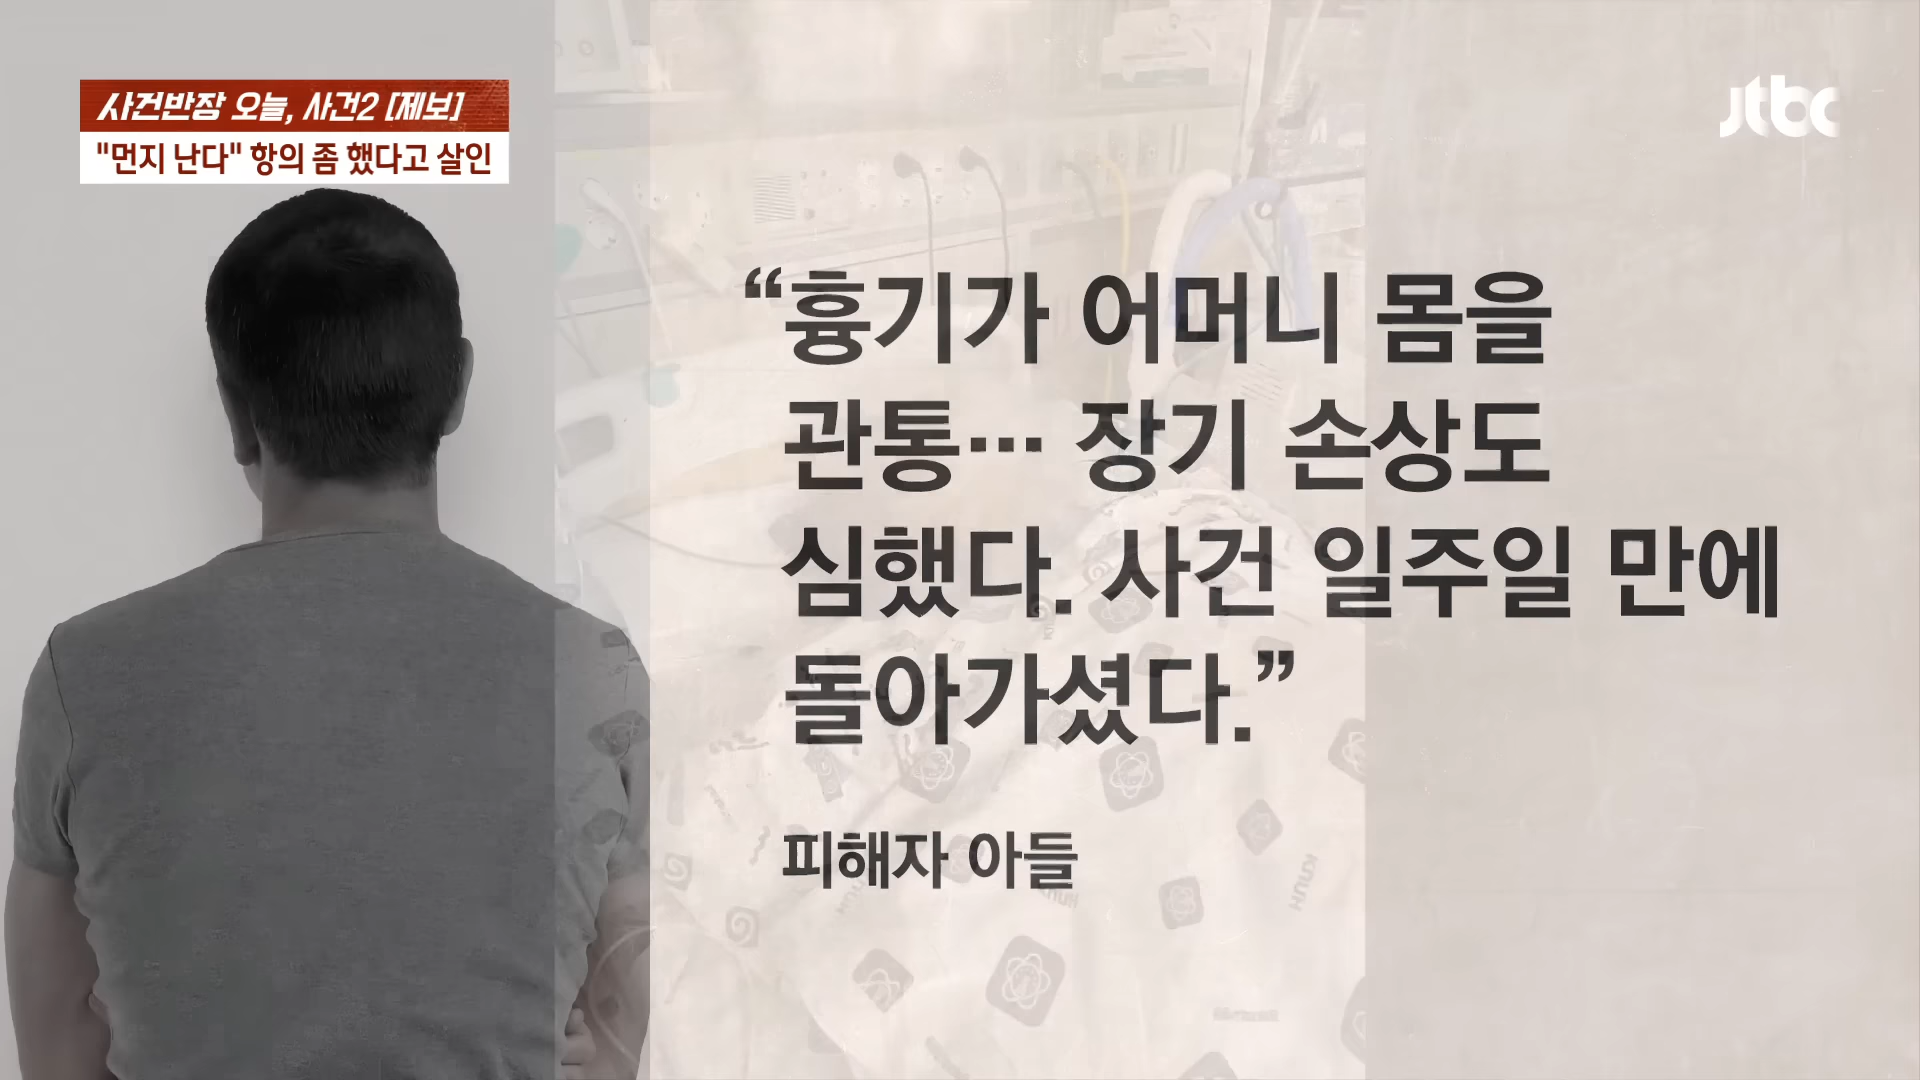 사건반장 오늘, 사건2 [제보]
"먼지 난다" 항의 좀 했다고 살인
jtbc
“흉기가 어머니 몸을
관통… 장기 손상도
심했다. 사건 일주일 만에
돌아가셨다.”
피해자 아들